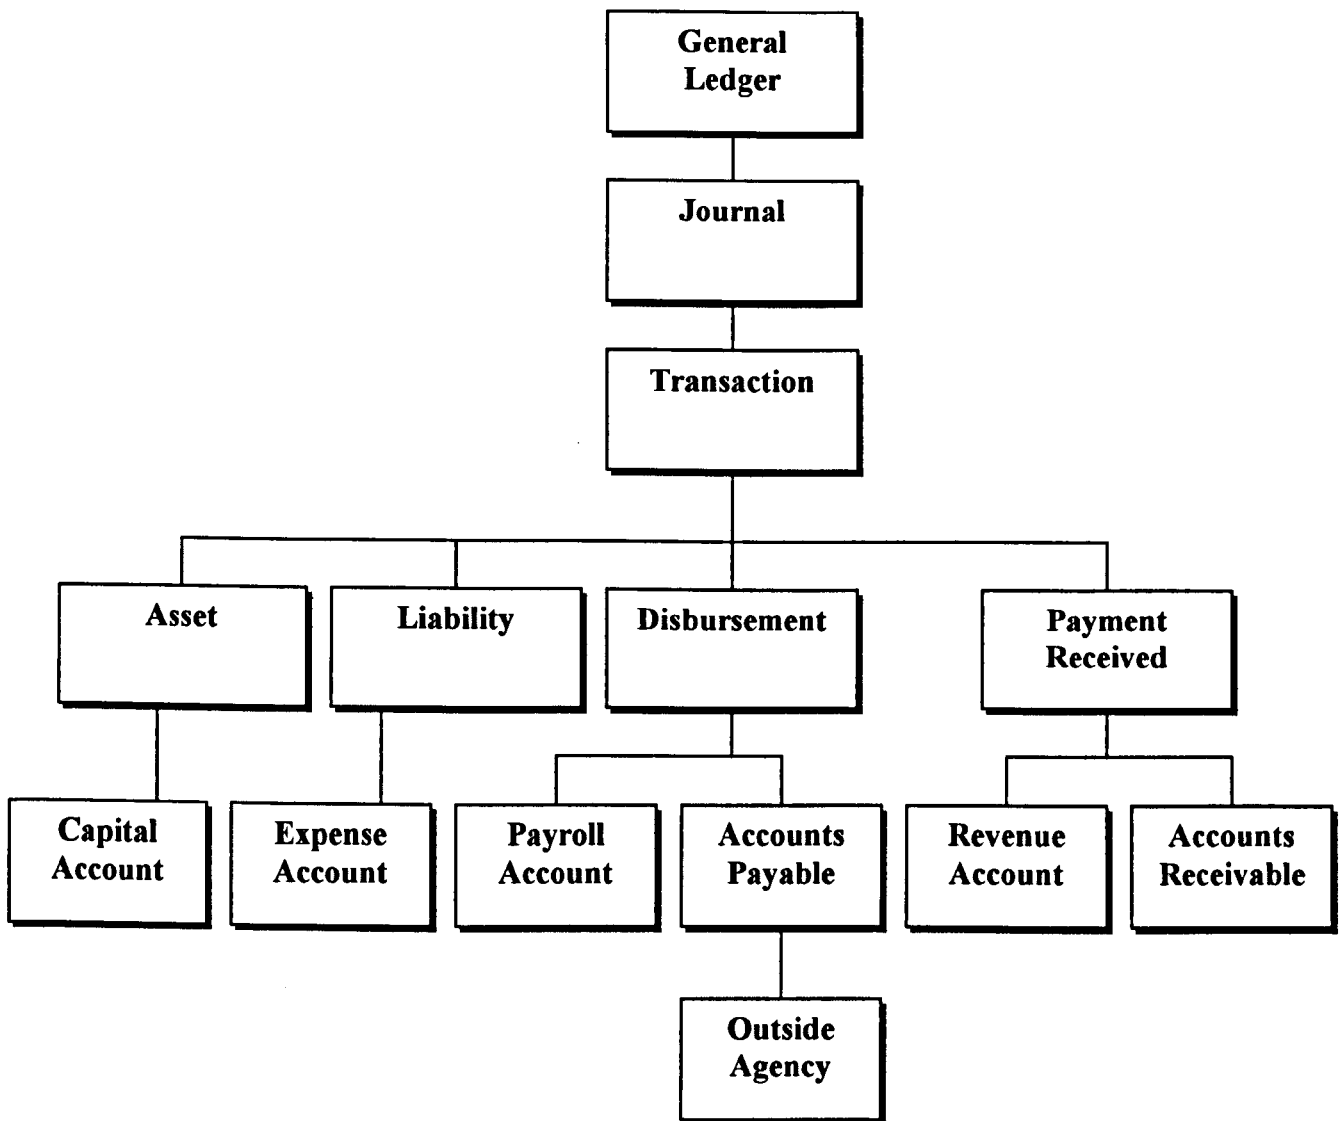 General
Ledger
Journal
Transaction
Asset
Liability
Disbursement
Payment
Received
Capital
Account
Expense
Account
Payroll
Account
Accounts
Payable
Revenue
Account
Accounts
Receivable
Outside
Agency